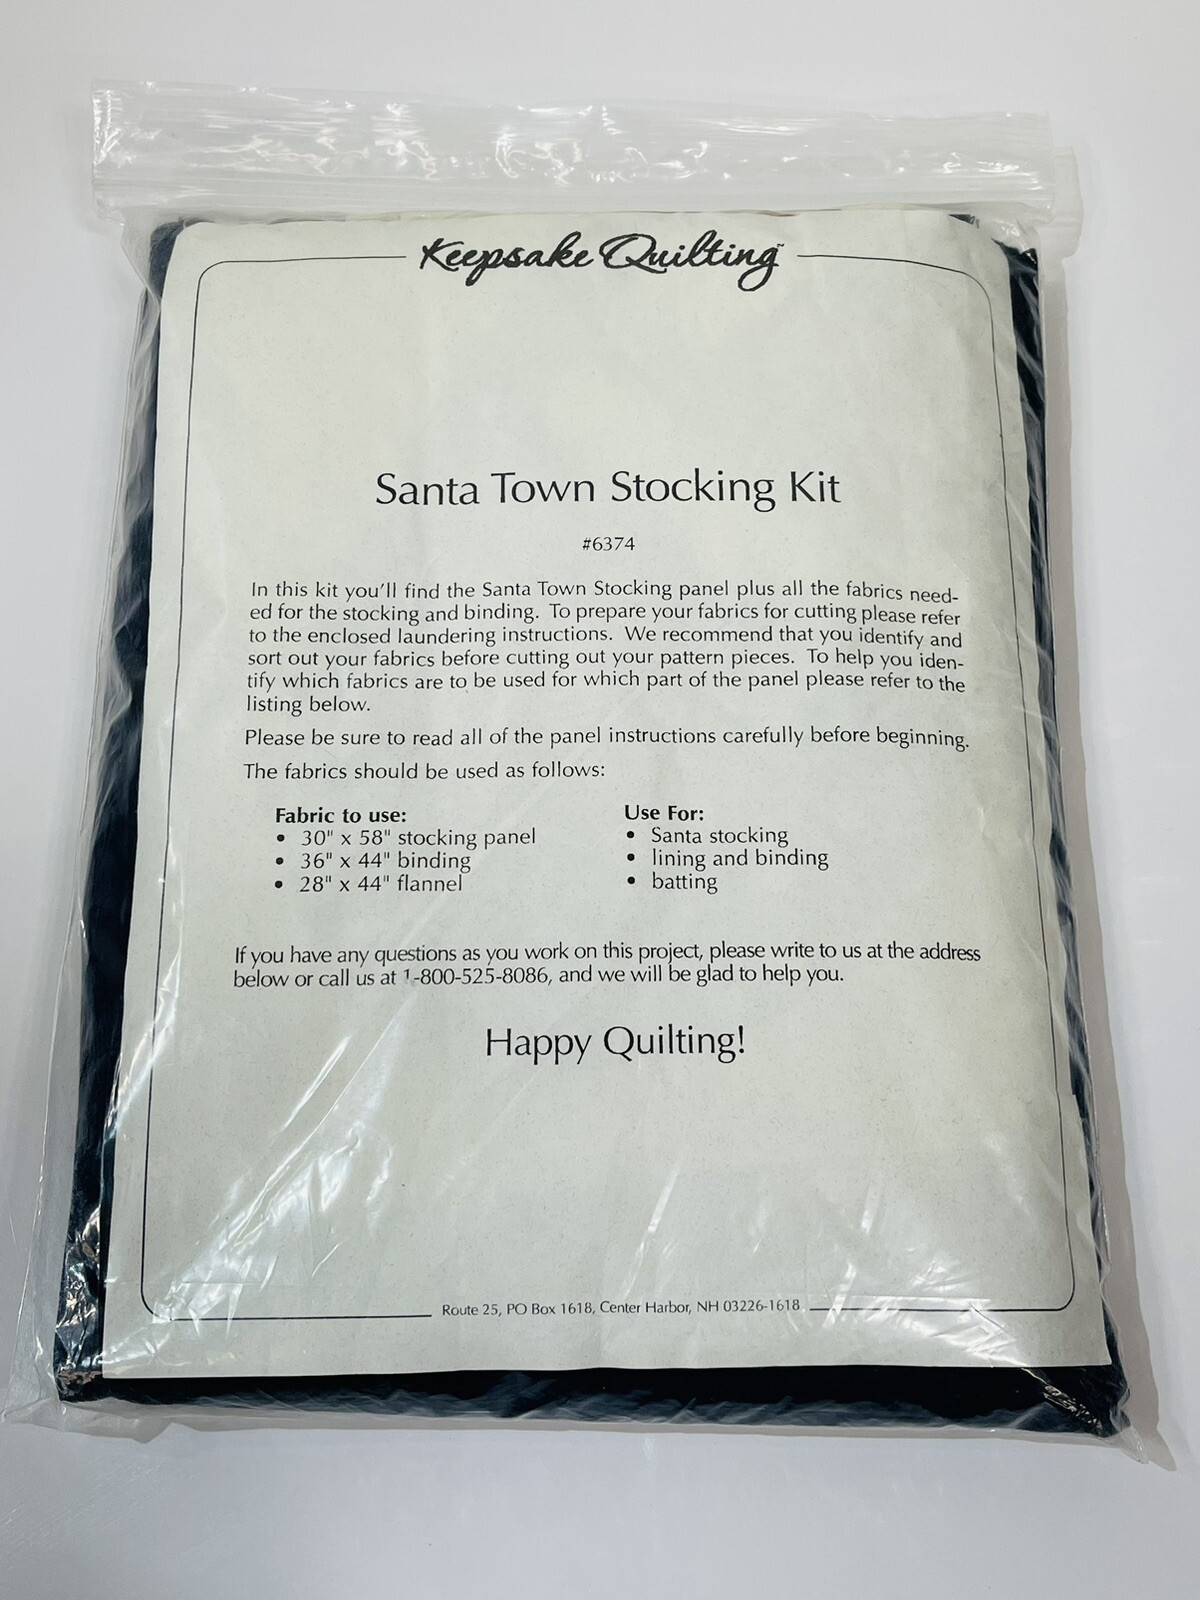 Keepsake Quilting™
Santa Town Stocking Kit
#6374
In this kit you'll find the Santa Town Stocking panel plus all the fabrics need-
ed for the stocking and binding. To prepare your fabrics for cutting please refer
to the enclosed laundering instructions. We recommend that you identify and
sort out your fabrics before cutting out your pattern pieces. To help you iden-
tify which fabrics are to be used for which part of the panel please refer to the
listing below.
Please be sure to read all of the panel instructions carefully before beginning.
The fabrics should be used as follows:
Fabric to use:
• 30" x 58" stocking panel
• 36" x 44" binding
• 28" x 44" flannel
Use For:
• Santa stocking
• lining and binding
• batting
If you have any questions as you work on this project, please write to us at the address
below or call us at 1-800-525-8086, and we will be glad to help you.
Happy Quilting!
Route 25, PO Box 1618, Center Harbor, NH 03226-1618